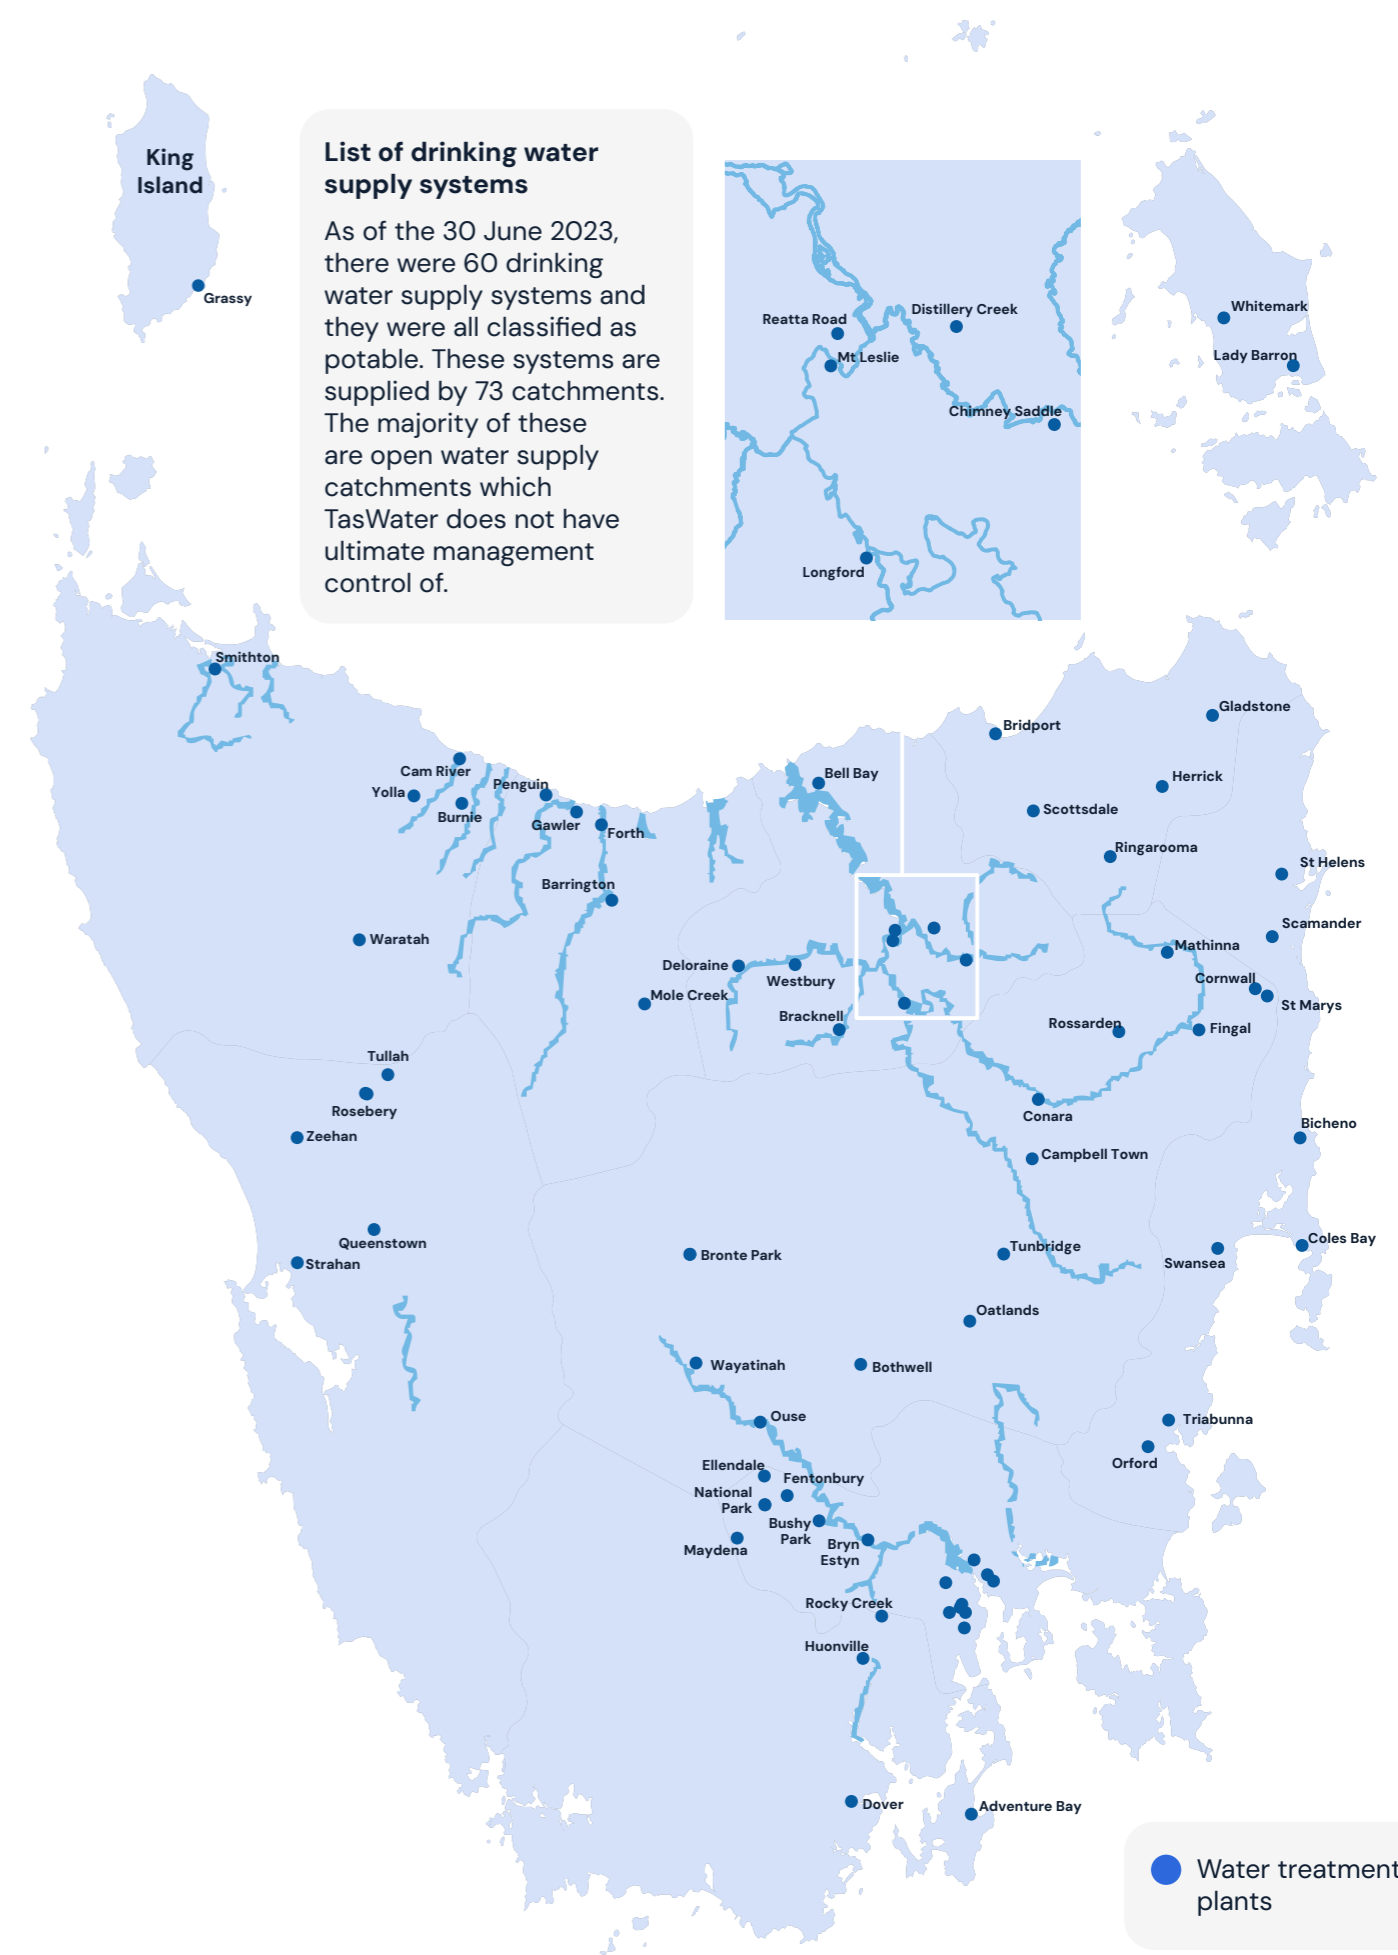 King
Island
Grassy
List of drinking water
supply systems
As of the 30 June 2023,
there were 60 drinking
water supply systems and
they were all classified as
potable. These systems are
supplied by 73 catchments.
The majority of these
are open water supply
catchments which
TasWater does not have
ultimate management
control of.
Reatta Road
Distillery Creek
Mt Leslie
Chimney Saddle
Longford
Whitemark
Lady Barron
Smithton
Gladstone
Bridport
Cam River
Bell Bay
Herrick
Yolla
Penguin
Burnie
Gawler
Forth
Scottsdale
Ringarooma
St Helens
Barrington
Scamander
Waratah
Mathinna
Deloraine
Westbury
Cornwall
Mole Creek
St Marys
Bracknell
Rossarden
Fingal
Tullah
Rosebery
Conara
Bicheno
Zeehan
Campbell Town
Queenstown
Strahan
Bronte Park
Tunbridge
Coles Bay
Swansea
Oatlands
Wayatinah
Bothwell
Ouse
Triabunna
Orford
Ellendale
Fentonbury
National
Park
Bushy
Park
Maydena
Bryn
Estyn
Rocky Creek
Huonville
Dover
Adventure Bay
Water treatment
plants